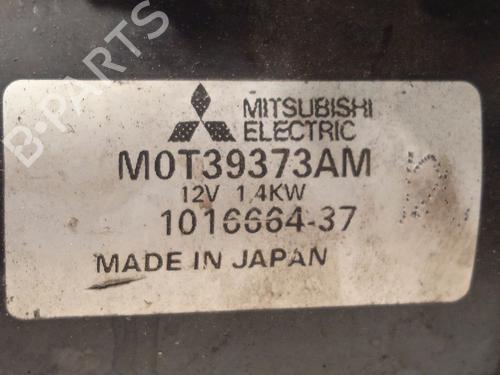 B-PARTS
MITSUBISHI
ELECTRIC
M0T39373AM
12V 1.4KW
1016664-37
MADE IN JAPAN